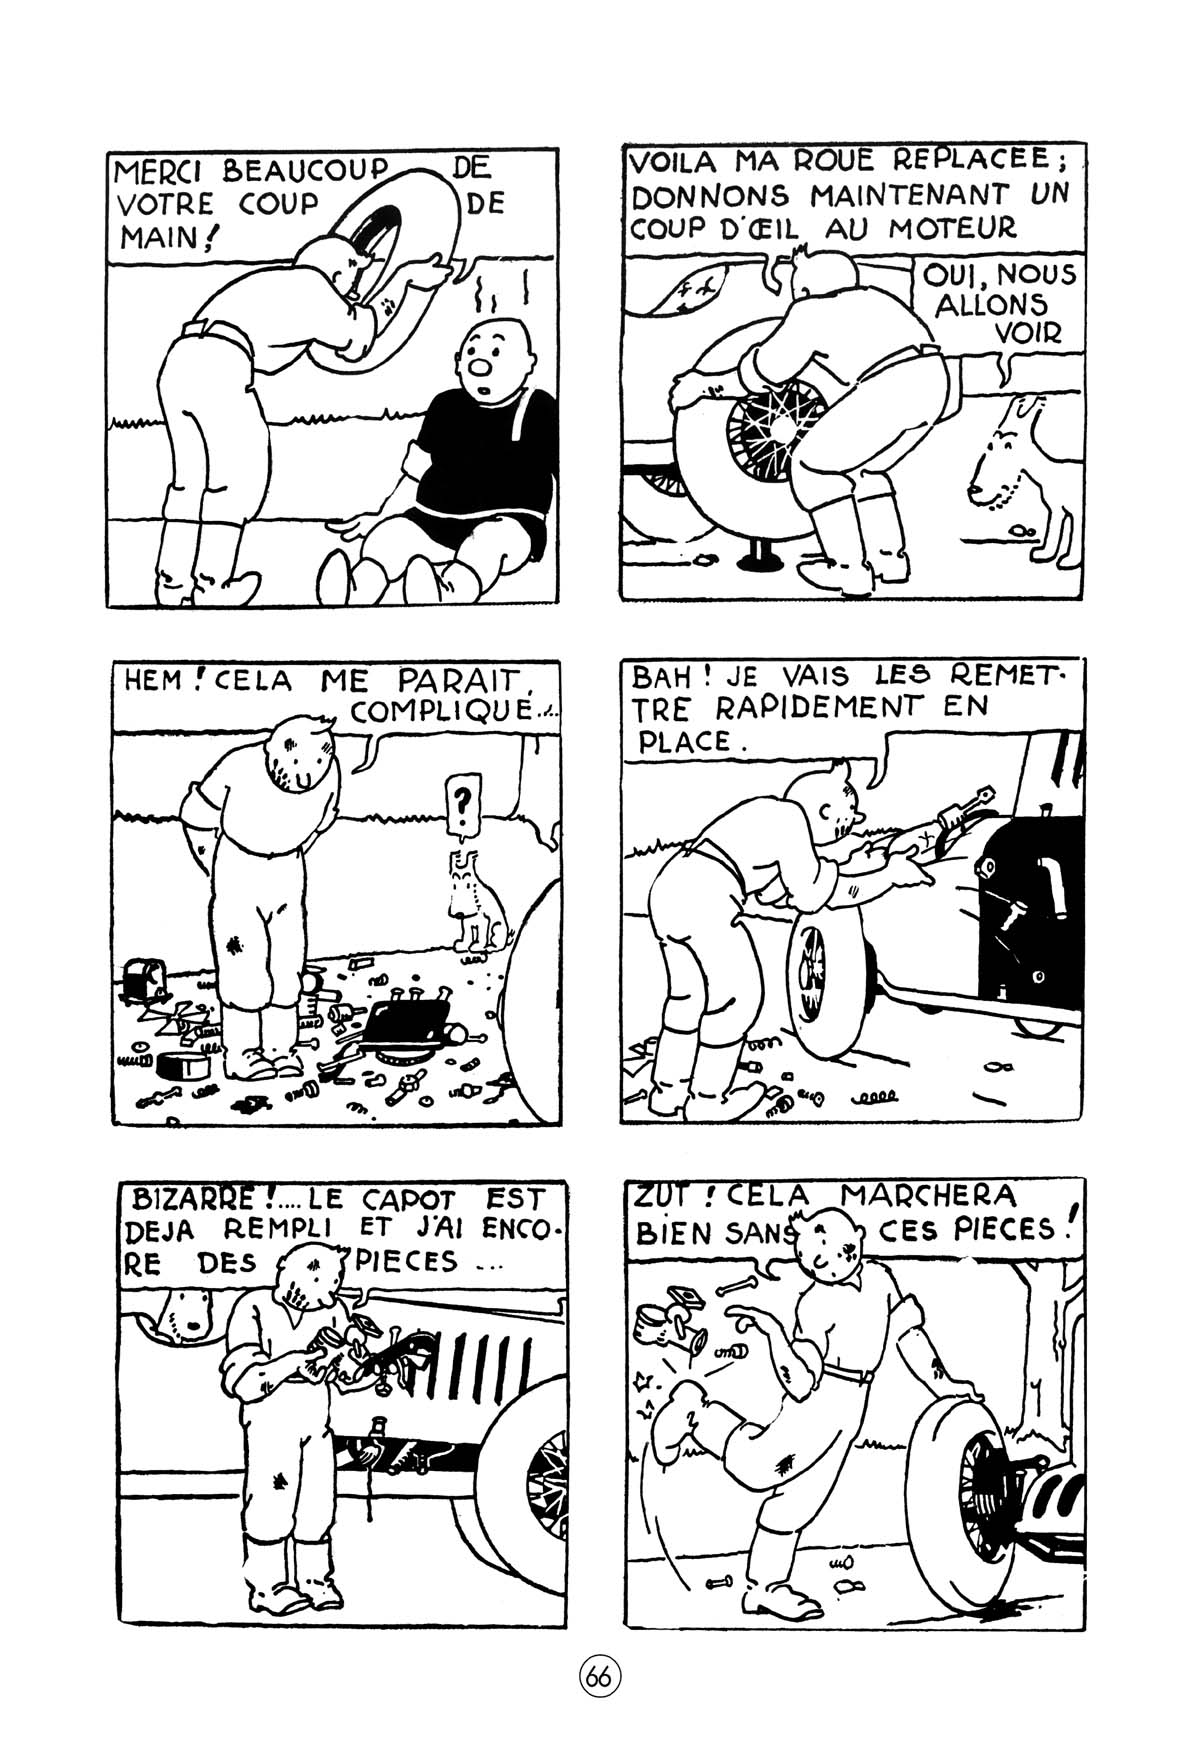 MERCI BEAUCOUP DE
VOTRE COUP DE
MAIN!
VOILA MA ROUE REPLACEE;
DONNONS MAINTENANT UN
COUP D'ŒIL AU MOTEUR
OUI, NOUS
ALLONS
VOIR
HEM! CELA ME PARAIT,
COMPLIQUE....
?
BAH! JE VAIS LES REMET-
TRE RAPIDEMENT EN
PLACE.
BIZARRE!....LE CAPOT EST
DEJA REMPLI ET J'AI ENCO-
RE DES PIECES ...
ZUT! CELA MARCHERA
BIEN SANS CES PIECES!
66